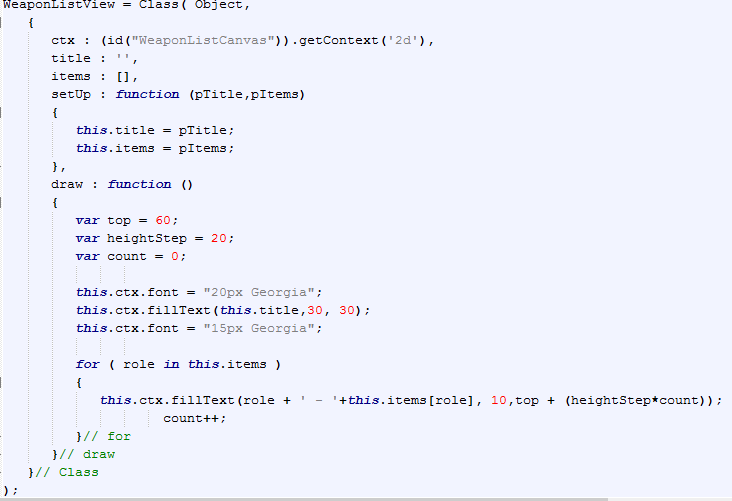 WeaponListView = Class( Object,
{
ctx : (id("WeaponListCanvas")).getContext('2d'),
title : '',
items : [],
setUp : function (pTitle,pItems)
{
this.title = pTitle;
this.items = pItems;
},
draw : function ()
{
var top = 60;
var heightStep = 20;
var count = 0;
this.ctx.font = "20px Georgia";
this.ctx.fillText(this.title,30, 30);
this.ctx.font = "15px Georgia";
for ( role in this.items )
{
this.ctx.fillText(role + ' - '+this.items[role], 10,top + (heightStep*count));
count++;
}// for
}// draw
}// Class
);